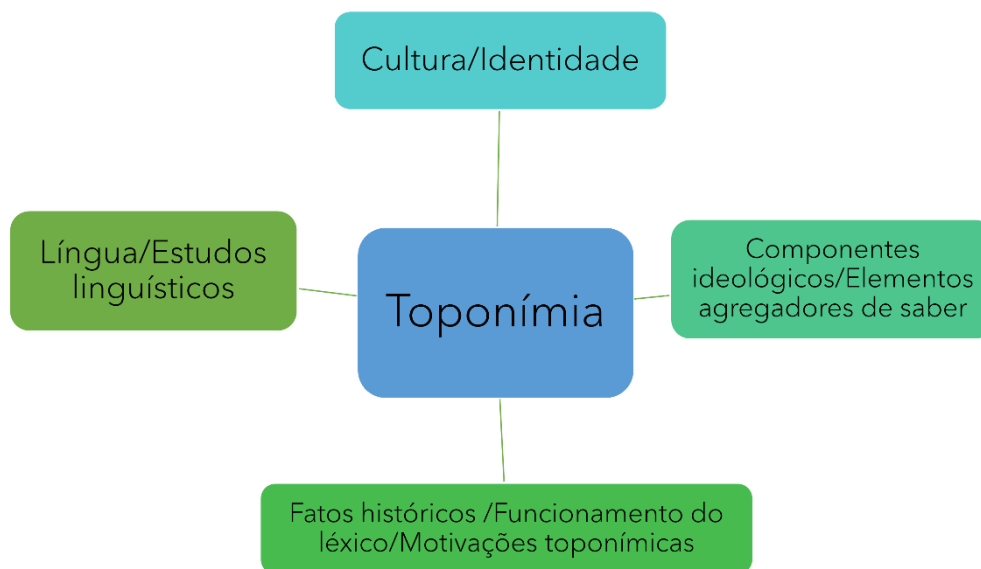 Cultura/Identidade
Língua/Estudos
linguísticos
Toponímia
Componentes
ideológicos/Elementos
agregadores de saber
Fatos históricos /Funcionamento do
léxico/Motivações toponímicas